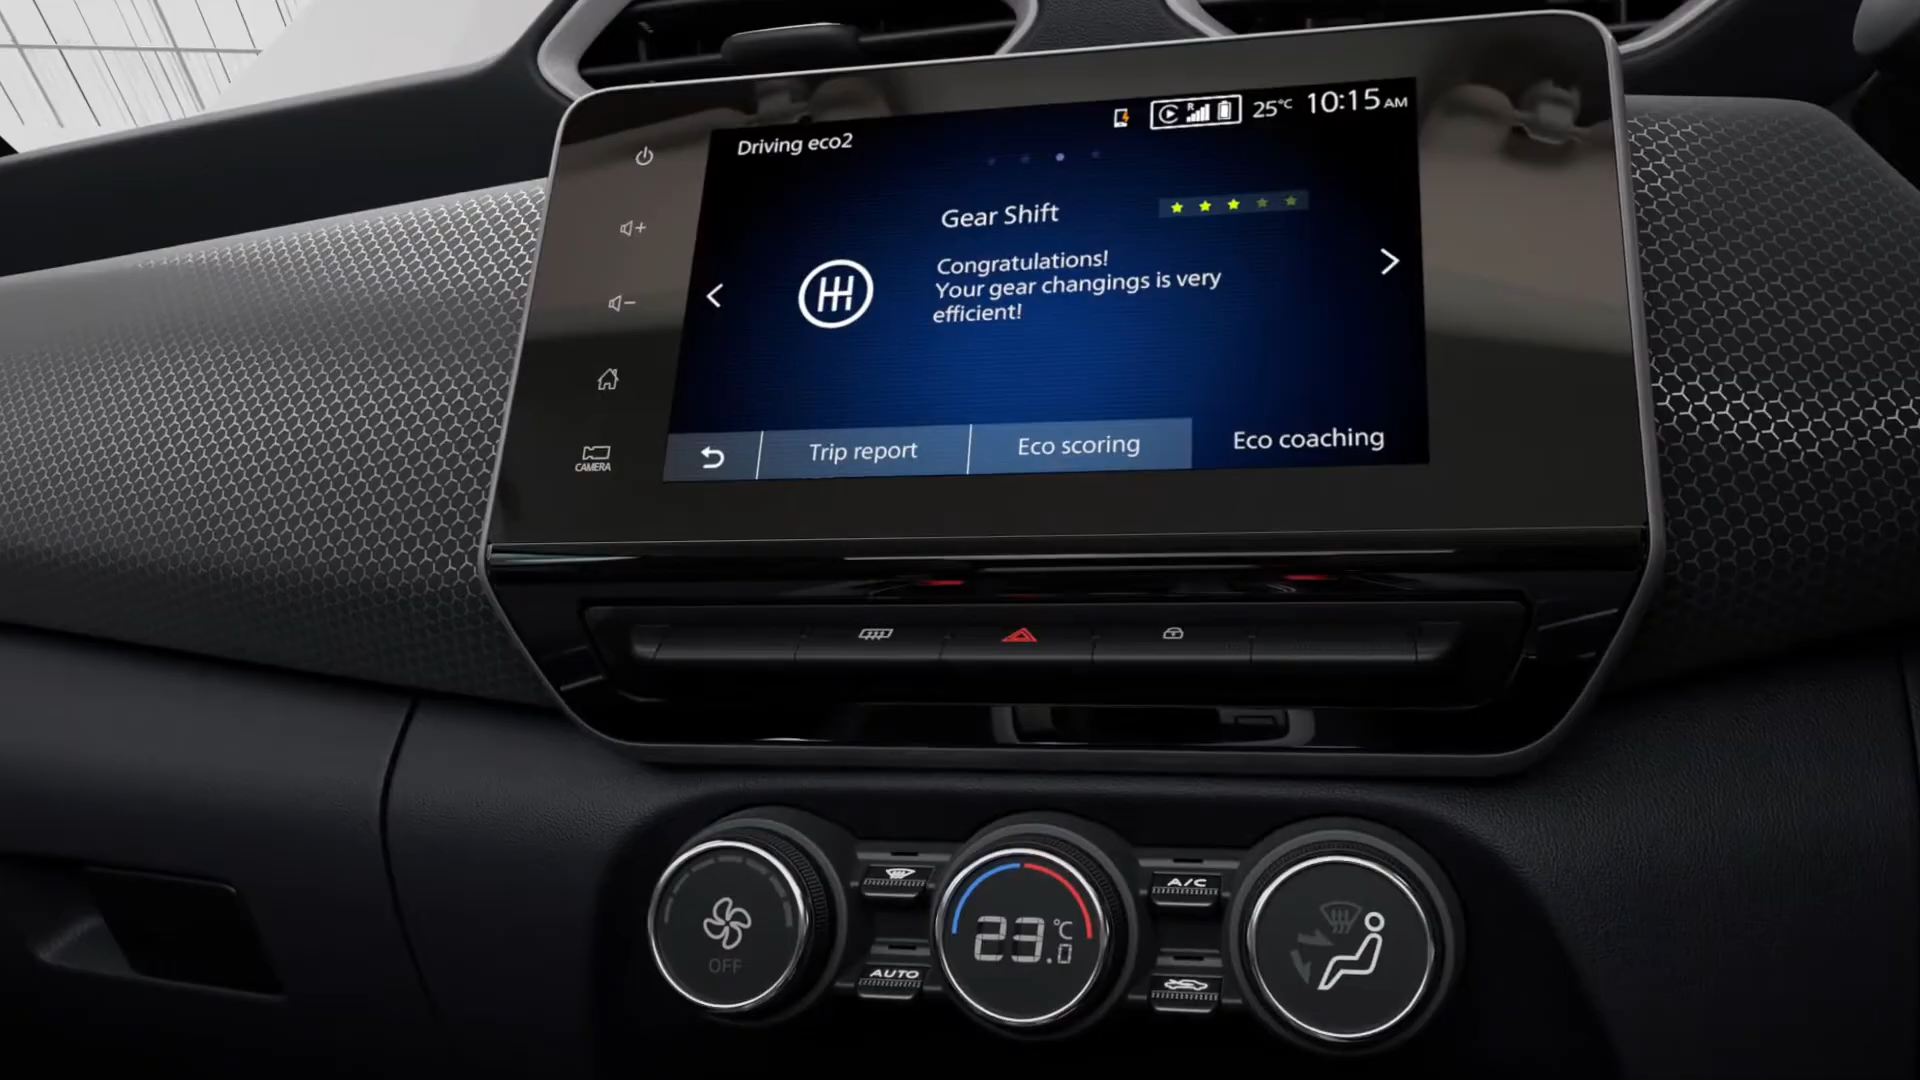 R
25°C
10:15 AM
Driving eco2
Gear Shift
Congratulations!
Your gear changings is very
efficient!
Trip report
Eco scoring
Eco coaching
CAMERA
A/C
23.0 °C
OFF
AUTO